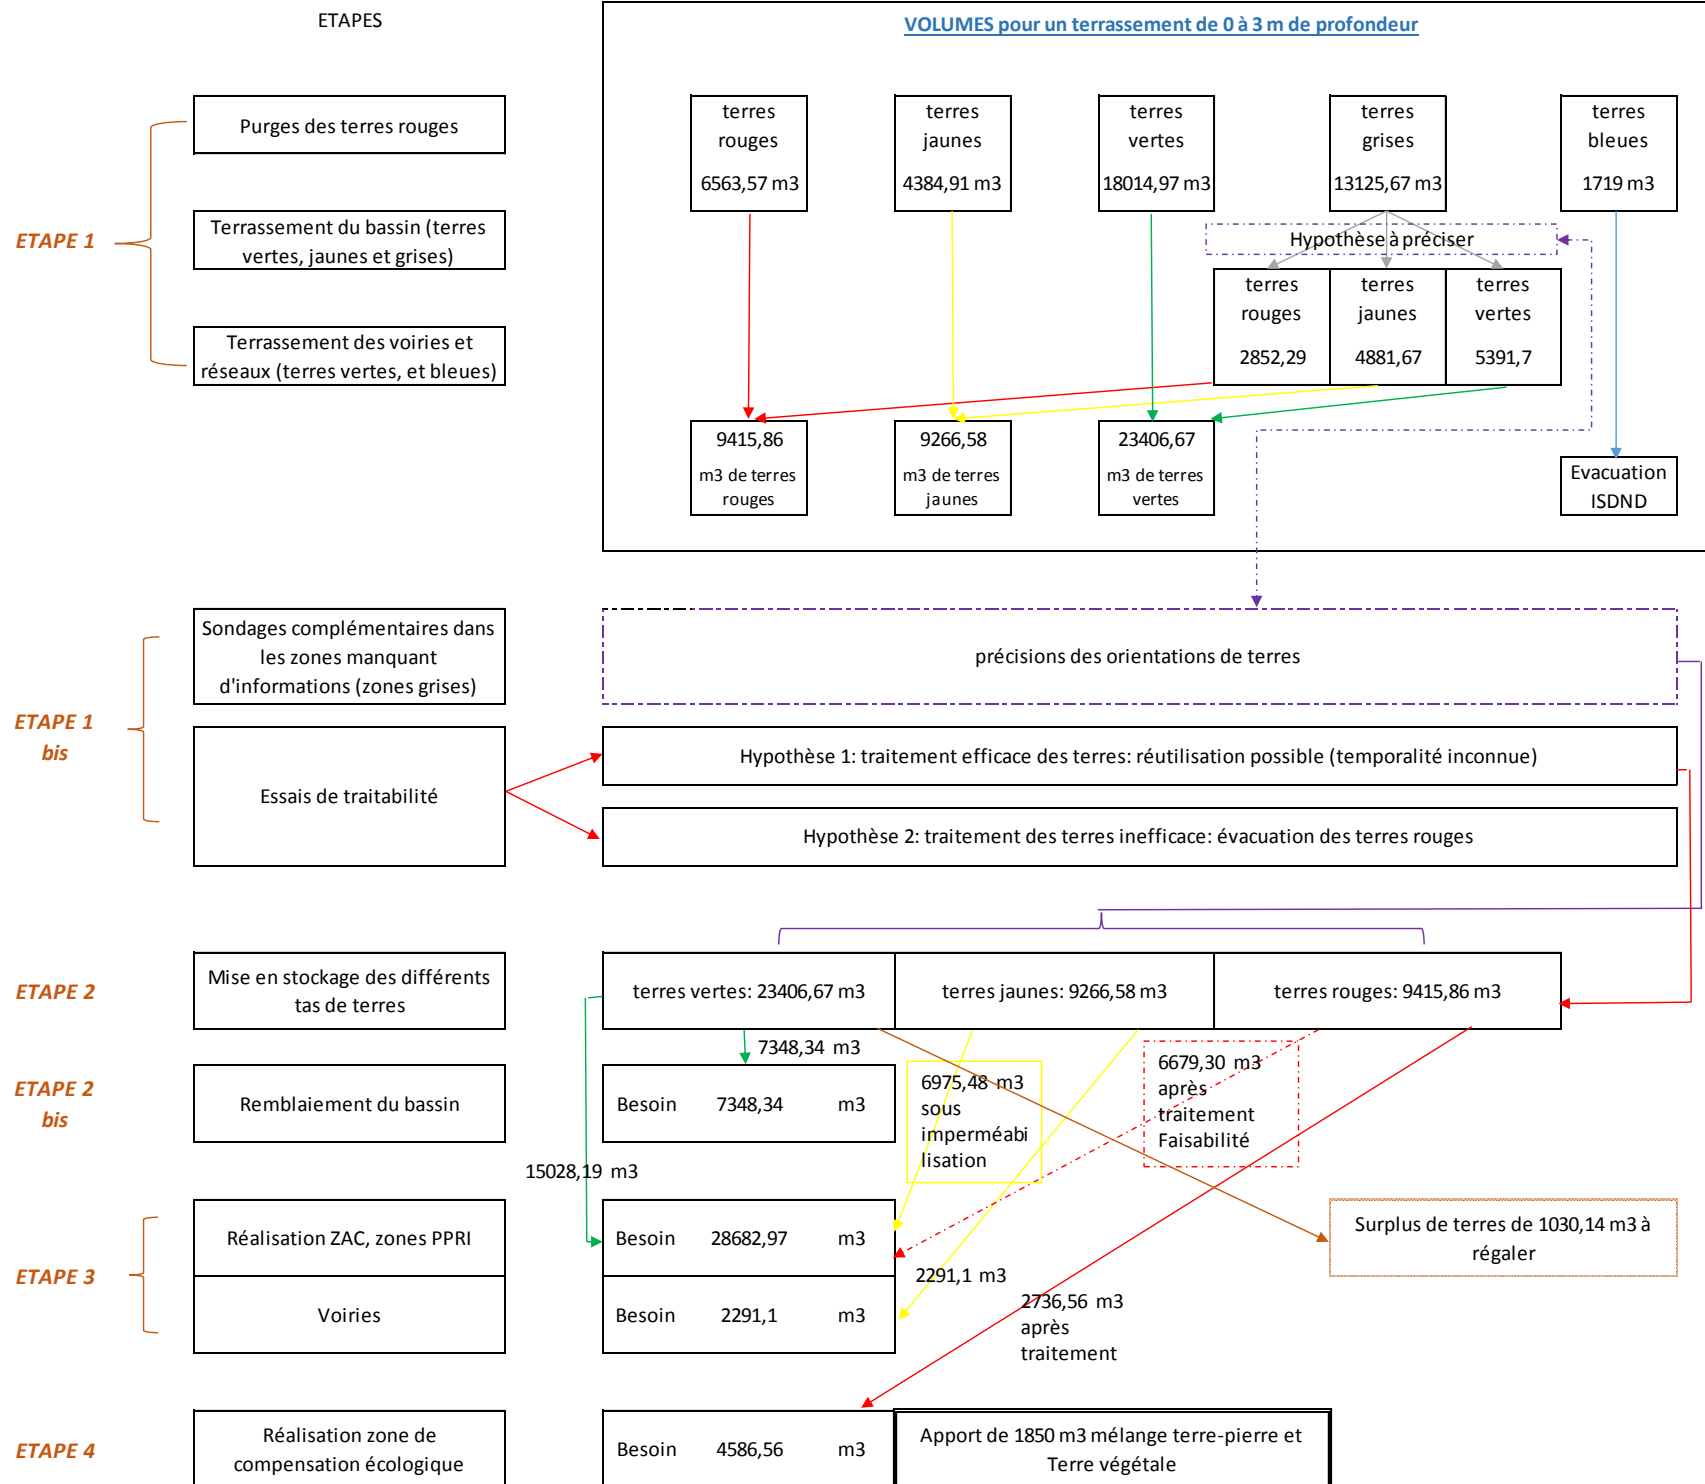 ETAPES
VOLUMES pour un terrassement de 0 à 3 m de profondeur
ETAPE 1
Purges des terres rouges
Terrassement du bassin (terres
vertes, jaunes et grises)
Terrassement des voiries et
réseaux (terres vertes, et bleues)
terres
rouges
6563,57 m3
terres
jaunes
4384,91 m3
terres
vertes
18014,97 m3
terres
grises
13125,67 m3
terres
bleues
1719 m3
Hypothèse à préciser
terres
rouges
2852,29
terres
jaunes
4881,67
terres
vertes
5391,7
9415,86
m3 de terres
rouges
9266,58
m3 de terres
jaunes
23406,67
m3 de terres
vertes
Evacuation
ISDND
ETAPE 1
bis
Sondages complémentaires dans
les zones manquant
d'informations (zones grises)
précisions des orientations de terres
Essais de traitabilité
Hypothèse 1: traitement efficace des terres: réutilisation possible (temporalité inconnue)
Hypothèse 2: traitement des terres inefficace: évacuation des terres rouges
ETAPE 2
Mise en stockage des différents
tas de terres
terres vertes: 23406,67 m3
terres jaunes: 9266,58 m3
terres rouges: 9415,86 m3
7348,34 m3
ETAPE 2
bis
Remblaiement du bassin
Besoin 7348,34 m3
6975,48 m3
sous
imperméabi
lisation
6679,30 m3
après
traitement
Faisabilité
15028,19 m3
ETAPE 3
Réalisation ZAC, zones PPRI
Besoin 28682,97 m3
Surplus de terres de 1030,14 m3 à
régaler
2291,1 m3
Voiries
Besoin 2291,1 m3
2736,56 m3
après
traitement
ETAPE 4
Réalisation zone de
compensation écologique
Besoin 4586,56 m3
Apport de 1850 m3 mélange terre-pierre et
Terre végétale